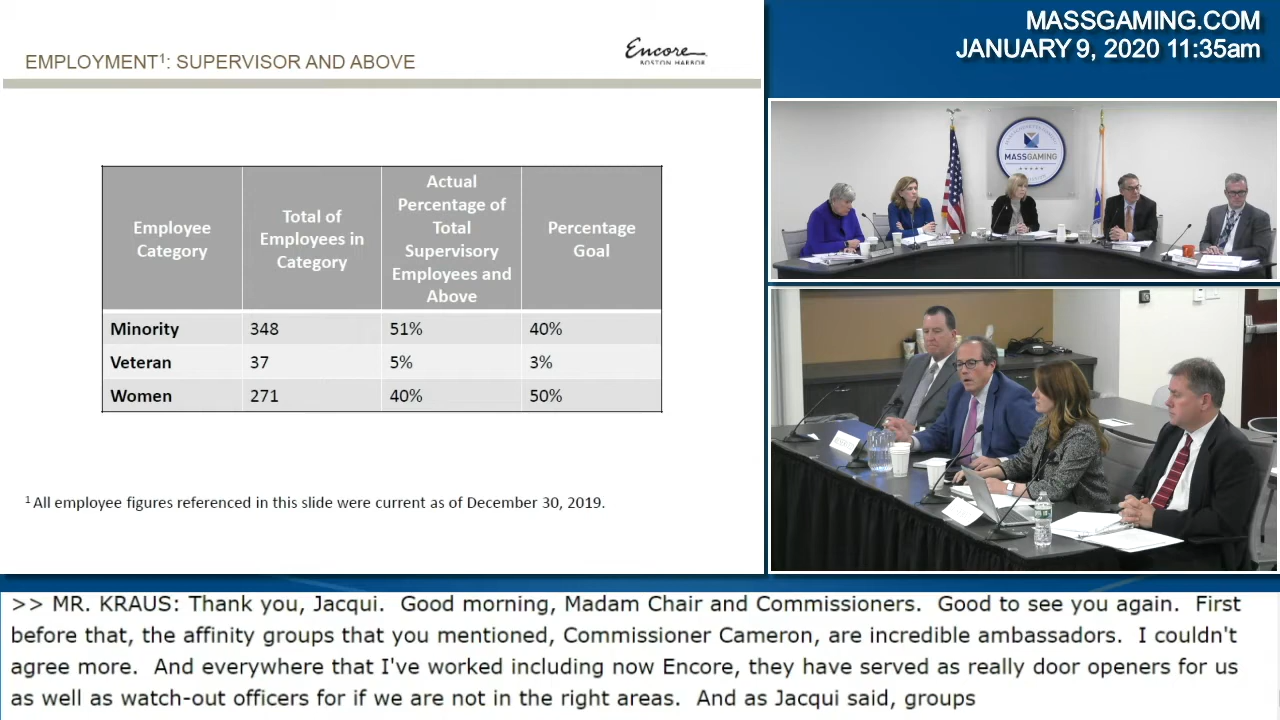 MASSGAMING.COM
JANUARY 9, 2020 11:35am
EMPLOYMENT¹: SUPERVISOR AND ABOVE
Encore
BOSTON HARBOR
Employee Category
Total of Employees in Category
Actual Percentage of Total Supervisory Employees and Above
Percentage Goal
Minority 348 51% 40%
Veteran 37 5% 3%
Women 271 40% 50%
¹ All employee figures referenced in this slide were current as of December 30, 2019.
MASSGAMING
>> MR. KRAUS: Thank you, Jacqui. Good morning, Madam Chair and Commissioners. Good to see you again. First
before that, the affinity groups that you mentioned, Commissioner Cameron, are incredible ambassadors. I couldn't
agree more. And everywhere that I've worked including now Encore, they have served as really door openers for us
as well as watch-out officers for if we are not in the right areas. And as Jacqui said, groups